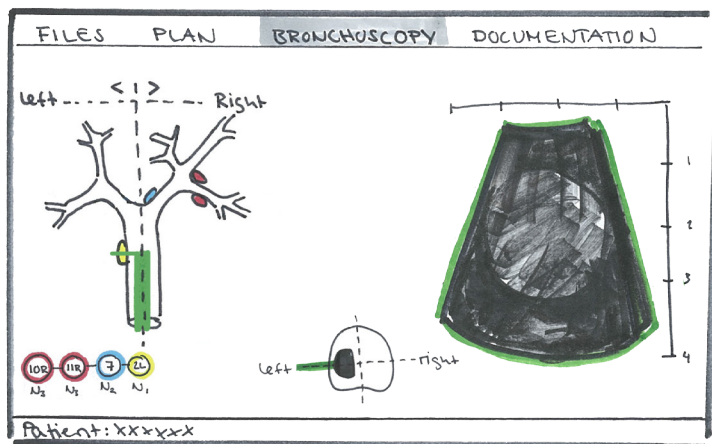 FILES PLAN BRONCHOSCOPY DOCUMENTATION
< | >
Left Right
1
2
3
4
10R 11R 7 2L
N3 N3 N2 N1
left right
Patient: xxxxxx